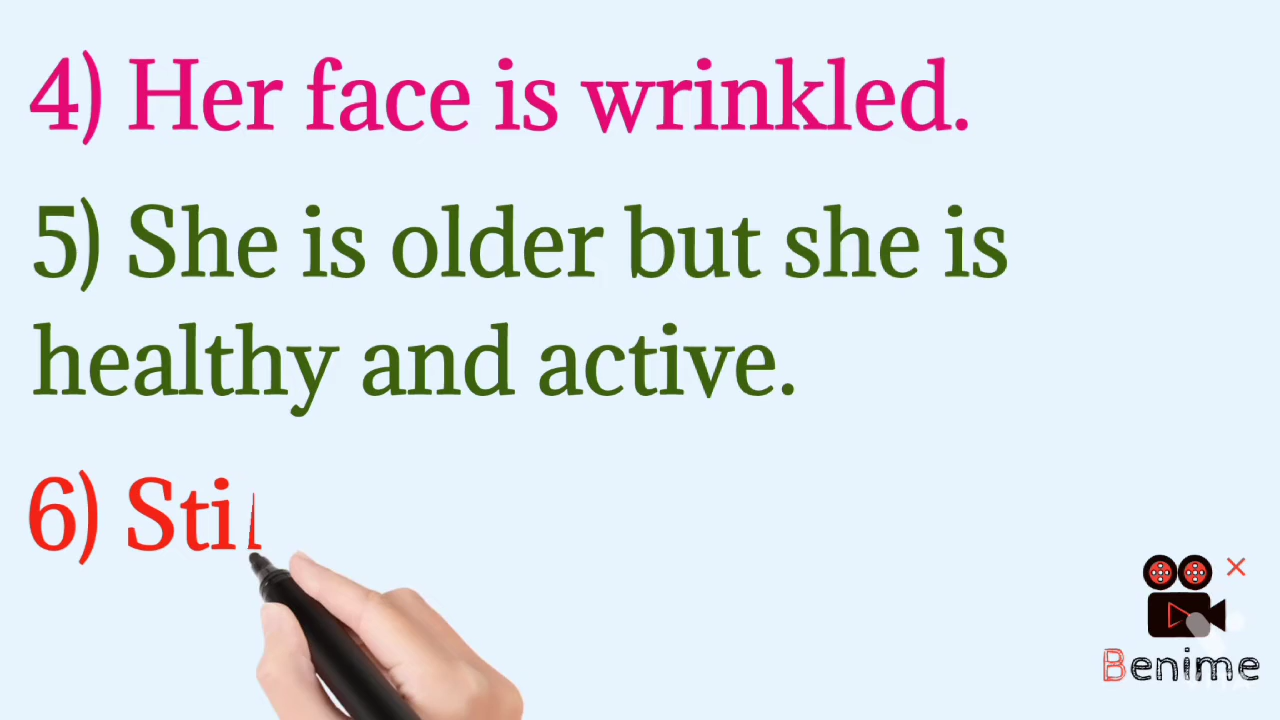 4) Her face is wrinkled.
5) She is older but she is
healthy and active.
6) Sti
Benime